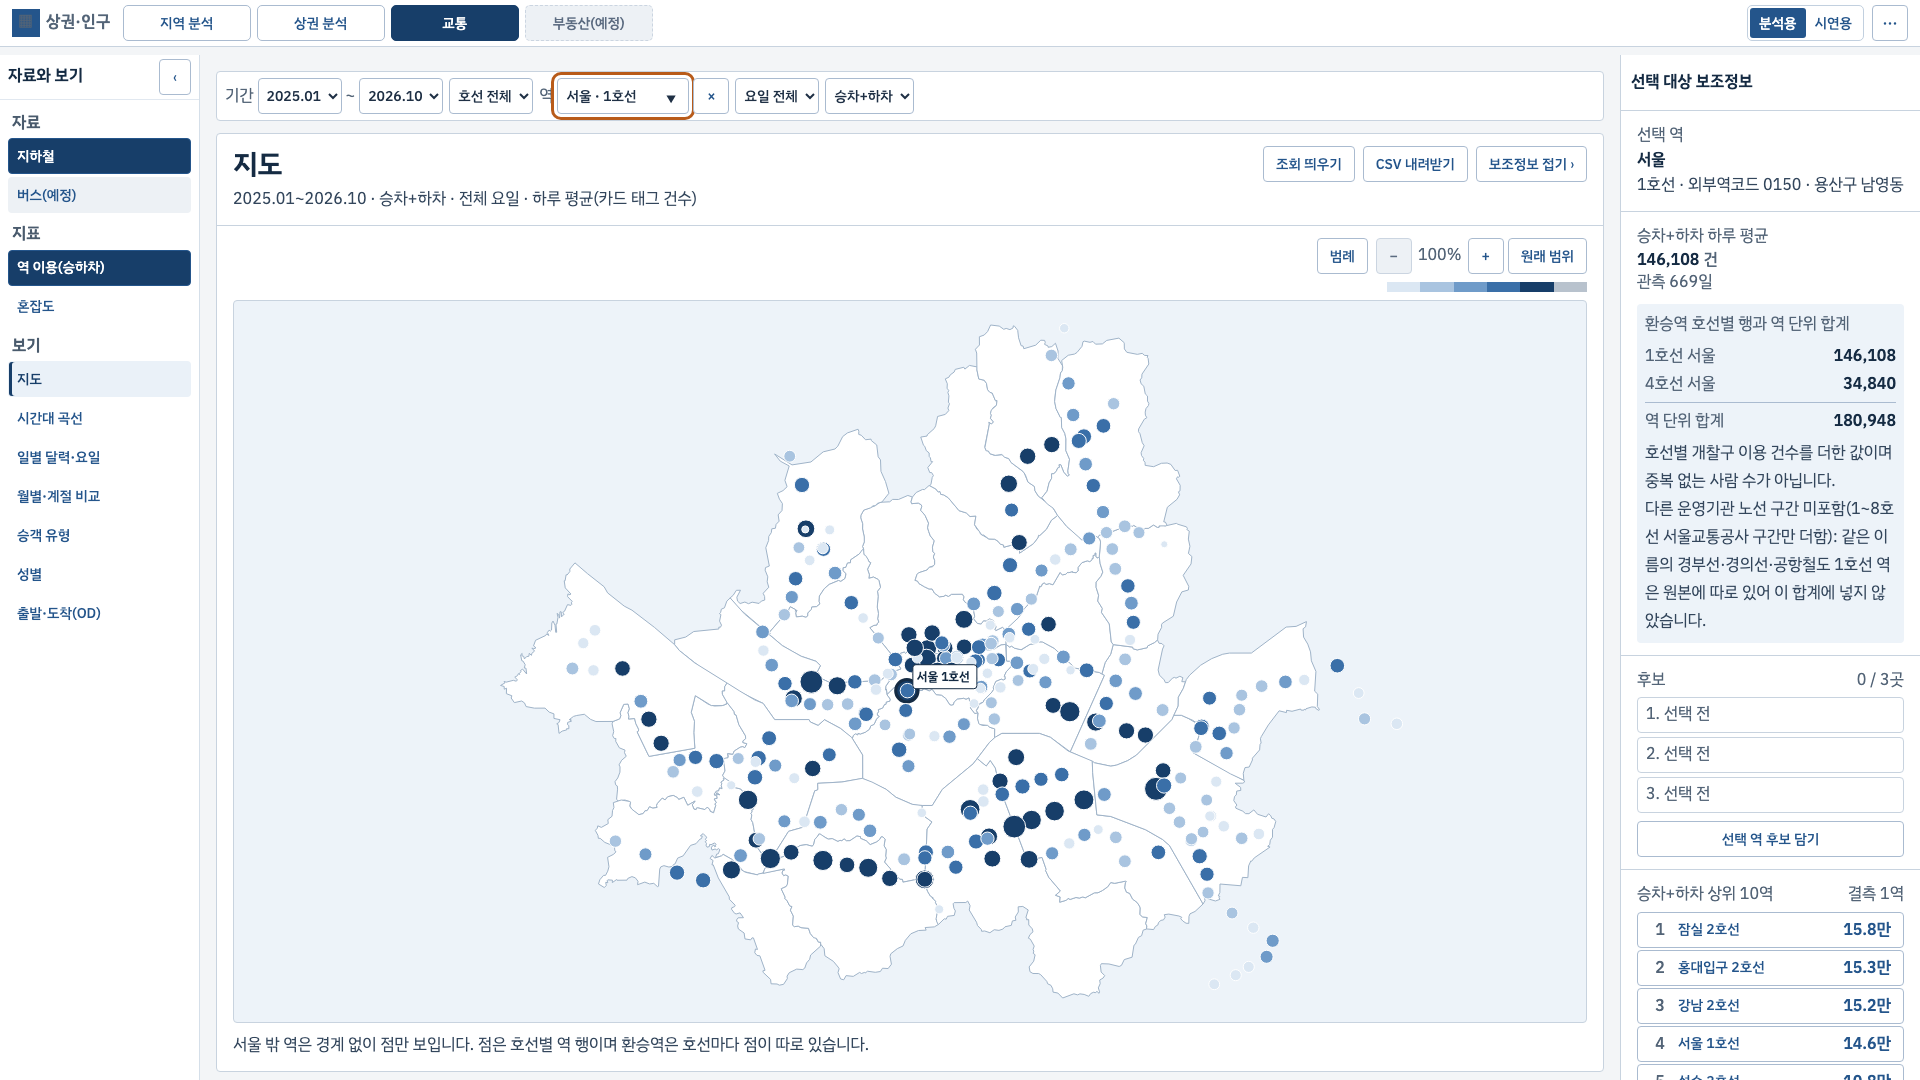 상권·인구
지역 분석
상권 분석
교통
부동산(예정)
분석용
시연용
···
자료와 보기
‹
자료
지하철
버스(예정)
지표
역 이용(승하차)
혼잡도
보기
지도
시간대 곡선
일별 달력·요일
월별·계절 비교
승객 유형
성별
출발·도착(OD)
기간 2025.01 ~ 2026.10 호선 전체 역 서울 · 1호선 × 요일 전체 승차+하차
지도
2025.01~2026.10 · 승차+하차 · 전체 요일 · 하루 평균(카드 태그 건수)
조회 띄우기
CSV 내려받기
보조정보 접기 ›
범례
− 100% +
원래 범위
서울 1호선
서울 밖 역은 경계 없이 점만 보입니다. 점은 호선별 역 행이며 환승역은 호선마다 점이 따로 있습니다.
선택 대상 보조정보
선택 역
서울
1호선 · 외부역코드 0150 · 용산구 남영동
승차+하차 하루 평균
146,108 건
관측 669일
환승역 호선별 행과 역 단위 합계
1호선 서울 146,108
4호선 서울 34,840
역 단위 합계 180,948
호선별 개찰구 이용 건수를 더한 값이며
중복 없는 사람 수가 아닙니다.
다른 운영기관 노선 구간 미포함(1~8호
선 서울교통공사 구간만 더함): 같은 이
름의 경부선·경의선·공항철도 1호선 역
은 원본에 따로 있어 이 합계에 넣지 않
았습니다.
후보 0 / 3곳
1. 선택 전
2. 선택 전
3. 선택 전
선택 역 후보 담기
승차+하차 상위 10역 결측 1역
1 잠실 2호선 15.8만
2 홍대입구 2호선 15.3만
3 강남 2호선 15.2만
4 서울 1호선 14.6만